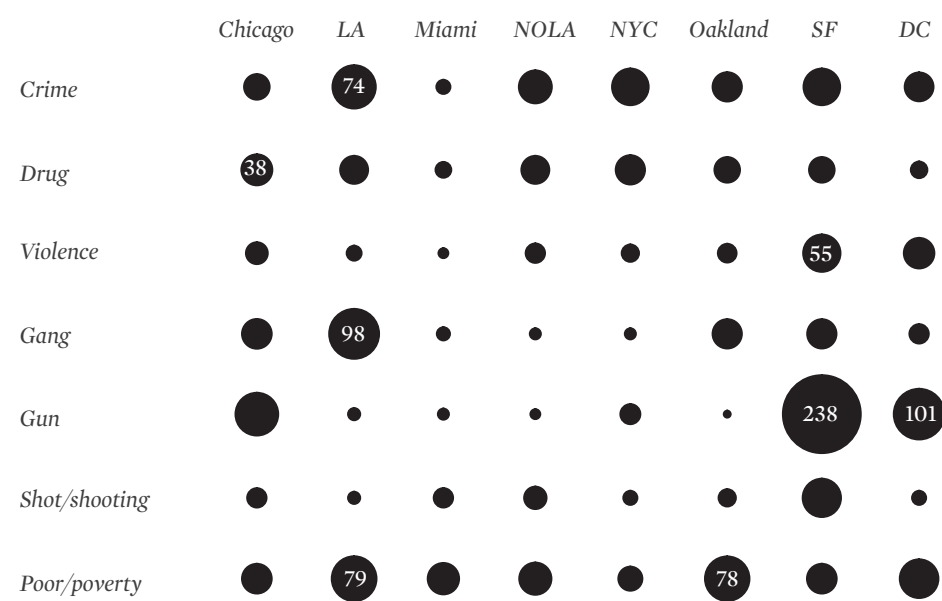 Chicago LA Miami NOLA NYC Oakland SF DC
Crime 74
Drug 38
Violence 55
Gang 98
Gun 238 101
Shot/shooting
Poor/poverty 79 78